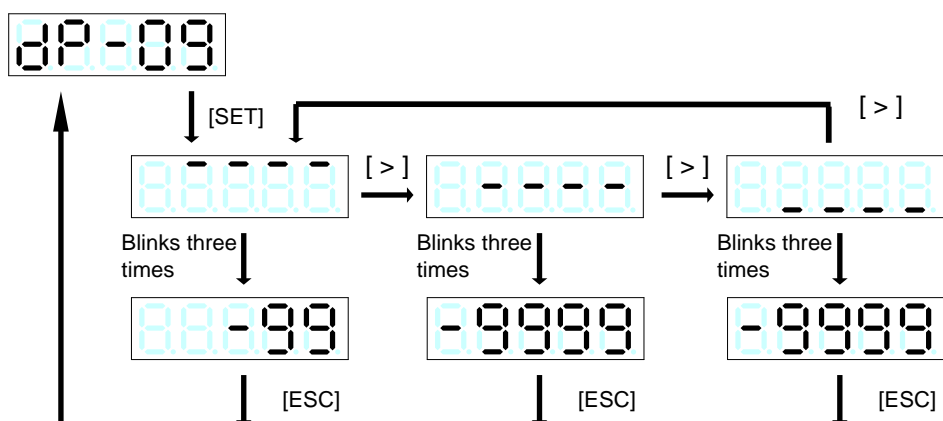 dP-09
[SET]
[ > ]
- - - -
[ > ]
- - - -
[ > ]
_ _ _ _
Blinks three
times
Blinks three
times
Blinks three
times
-99
-9999
-9999
[ESC]
[ESC]
[ESC]